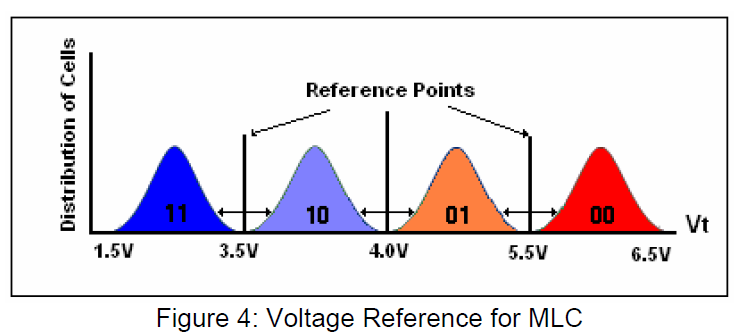 Distribution of Cells
Reference Points
11
10
01
00
Vt
1.5V
3.5V
4.0V
5.5V
6.5V
Figure 4: Voltage Reference for MLC